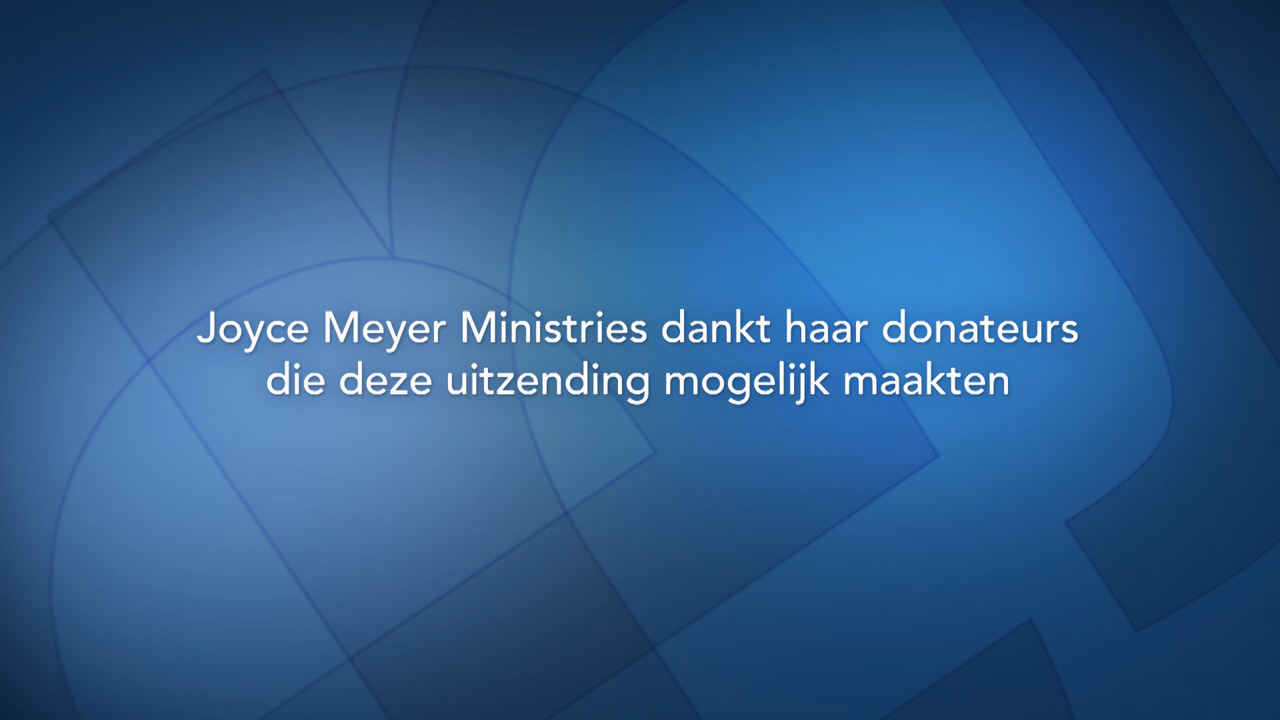 Joyce Meyer Ministries dankt haar donateurs
die deze uitzending mogelijk maakten